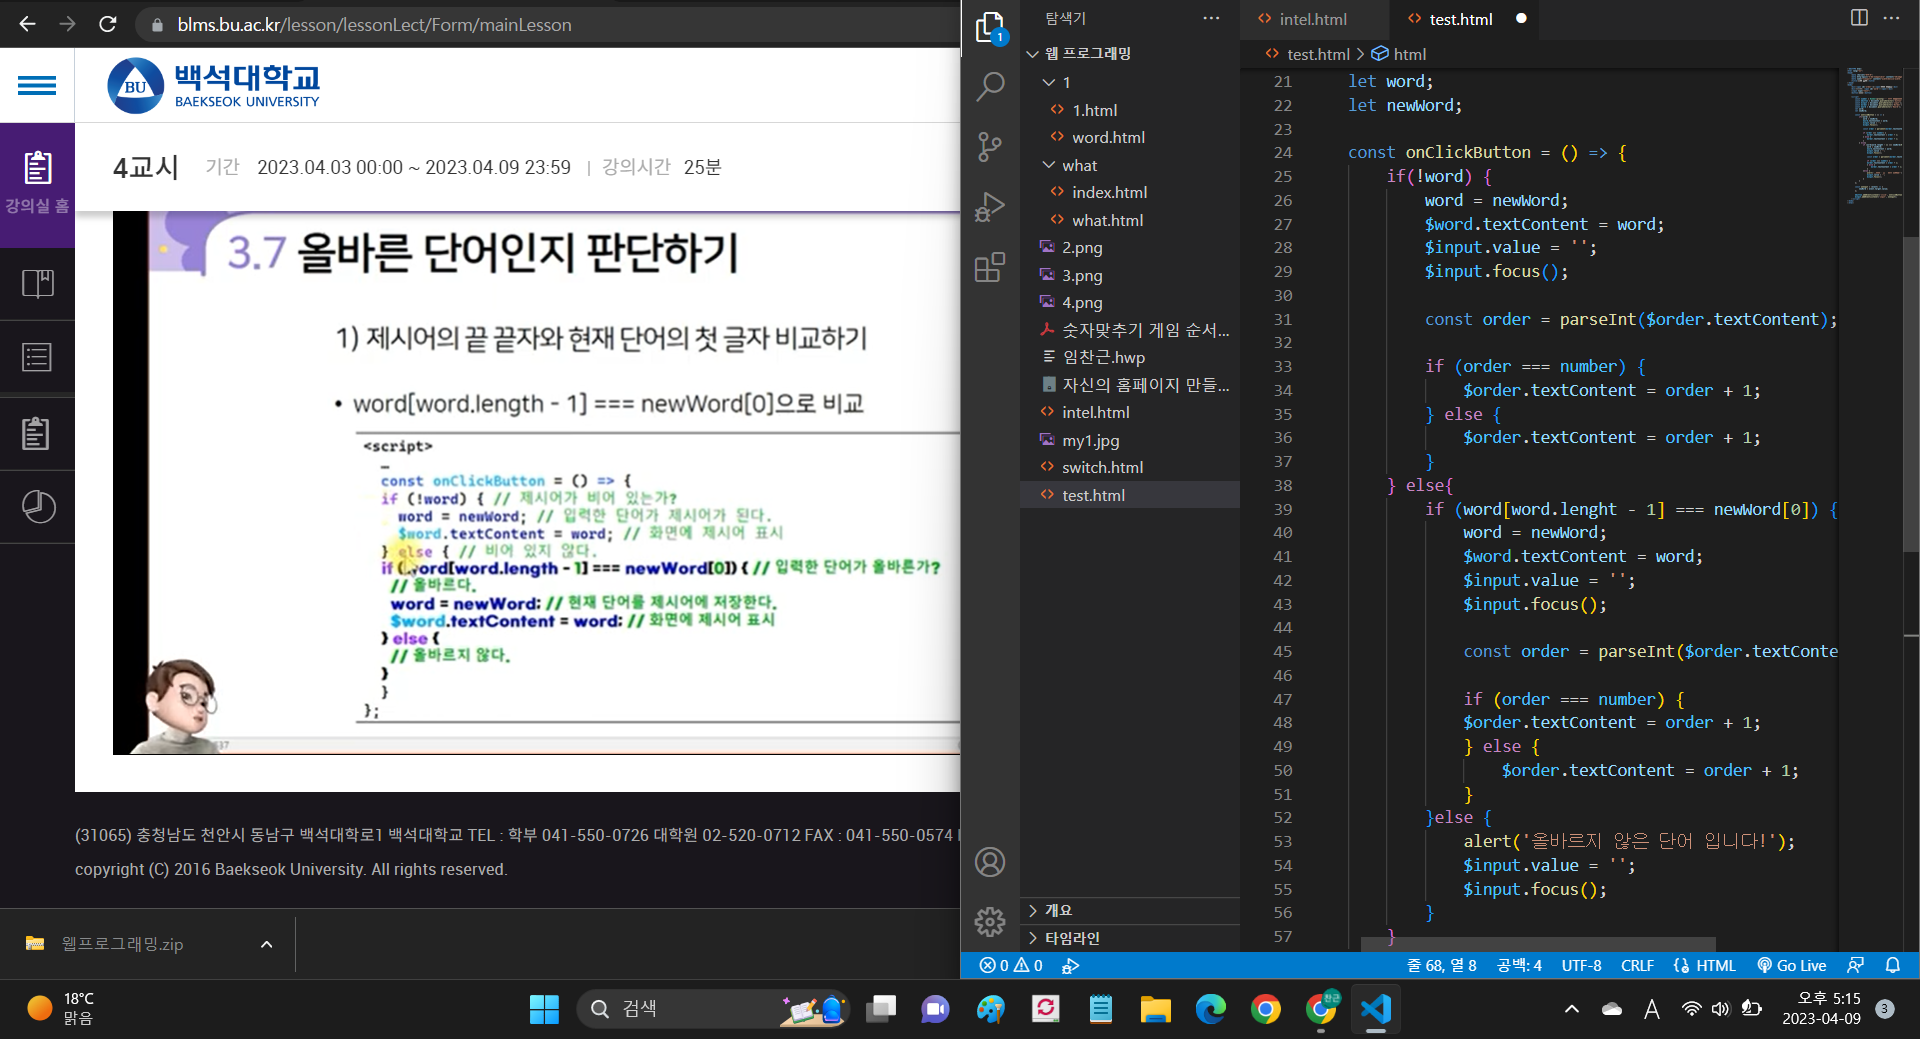 blms.bu.ac.kr/lesson/lessonLect/Form/mainLesson
BU
백석대학교
BAEKSEOK UNIVERSITY
강의실 홈
4교시 기간 2023.04.03 00:00 ~ 2023.04.09 23:59 | 강의시간 25분
3.7 올바른 단어인지 판단하기
1) 제시어의 끝 끝자와 현재 단어의 첫 글자 비교하기
• word[word.length - 1] === newWord[0]으로 비교
<script>
…
const onClickButton = () => {
if (!word) { // 제시어가 비어 있는가?
word = newWord; // 입력한 단어가 제시어가 된다.
$word.textContent = word; // 화면에 제시어 표시
} else { // 비어 있지 않다.
if (word[word.length - 1] === newWord[0]) { // 입력한 단어가 올바른가?
// 올바르다.
word = newWord; // 현재 단어를 제시어에 저장한다.
$word.textContent = word; // 화면에 제시어 표시
} else {
// 올바르지 않다.
}
}
};
37
(31065) 충청남도 천안시 동남구 백석대학로1 백석대학교 TEL : 학부 041-550-0726 대학원 02-520-0712 FAX : 041-550-0574
copyright (C) 2016 Baekseok University. All rights reserved.
웹프로그래밍.zip
1
탐색기 ···
웹 프로그래밍
1
1.html
word.html
what
index.html
what.html
2.png
3.png
4.png
숫자맞추기 게임 순서...
임찬근.hwp
자신의 홈페이지 만들...
intel.html
my1.jpg
switch.html
test.html
개요
타임라인
intel.html test.html ● ···
test.html > html
21 let word;
22 let newWord;
23
24 const onClickButton = () => {
25 if(!word) {
26 word = newWord;
27 $word.textContent = word;
28 $input.value = '';
29 $input.focus();
30
31 const order = parseInt($order.textContent);
32
33 if (order === number) {
34 $order.textContent = order + 1;
35 } else {
36 $order.textContent = order + 1;
37 }
38 } else{
39 if (word[word.lenght - 1] === newWord[0]) {
40 word = newWord;
41 $word.textContent = word;
42 $input.value = '';
43 $input.focus();
44
45 const order = parseInt($order.textConte
46
47 if (order === number) {
48 $order.textContent = order + 1;
49 } else {
50 $order.textContent = order + 1;
51 }
52 }else {
53 alert('올바르지 않은 단어 입니다!');
54 $input.value = '';
55 $input.focus();
56 }
57 }
0 0 줄 68, 열 8 공백: 4 UTF-8 CRLF HTML Go Live
18°C
맑음
검색
찬근
A
오후 5:15
2023-04-09
3